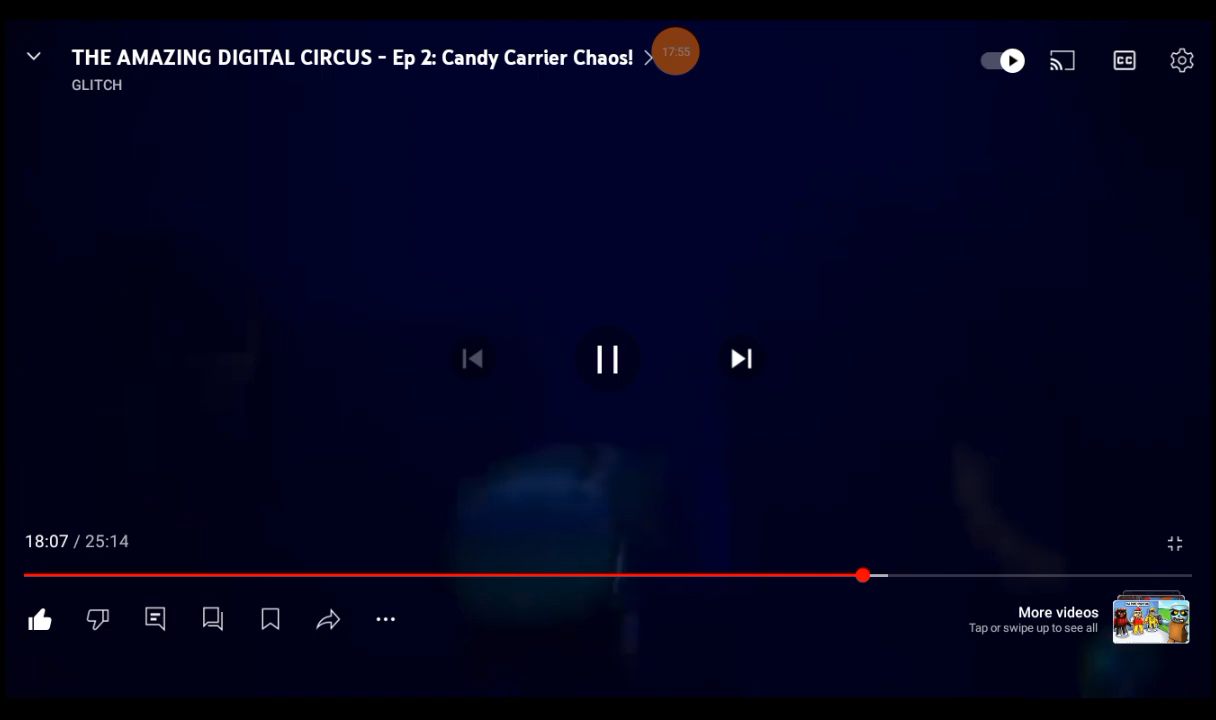 THE AMAZING DIGITAL CIRCUS - Ep 2: Candy Carrier Chaos!
17:55
CC
GLITCH
18:07 / 25:14
More videos
Tap or swipe up to see all